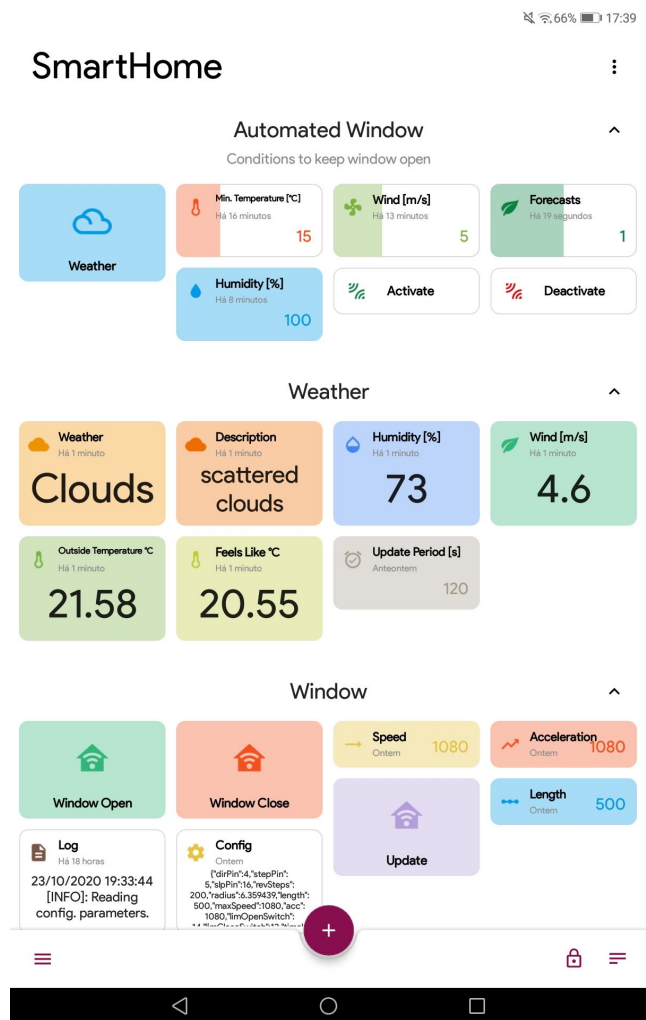 66% 17:39
SmartHome
Automated Window
Conditions to keep window open
Weather
Min. Temperature [°C]
Há 16 minutos
15
Wind [m/s]
Há 13 minutos
5
Forecasts
Há 19 segundos
1
Humidity [%]
Há 8 minutos
100
Activate
Deactivate
Weather
Weather
Há 1 minuto
Clouds
Description
Há 1 minuto
scattered
clouds
Humidity [%]
Há 1 minuto
73
Wind [m/s]
Há 1 minuto
4.6
Outside Temperature °C
Há 1 minuto
21.58
Feels Like °C
Há 1 minuto
20.55
Update Period [s]
Anteontem
120
Window
Window Open
Window Close
Speed
Ontem
1080
Acceleration
Ontem
1080
Update
Length
Ontem
500
Log
Há 18 horas
23/10/2020 19:33:44
[INFO]: Reading
config. parameters.
Config
Ontem
{"dirPin":4,"stepPin":
5,"slpPin":16,"revSteps":
200,"radius":6.359439,"length":
500,"maxSpeed":1080,"acc":
1080,"limOpenSwitch":